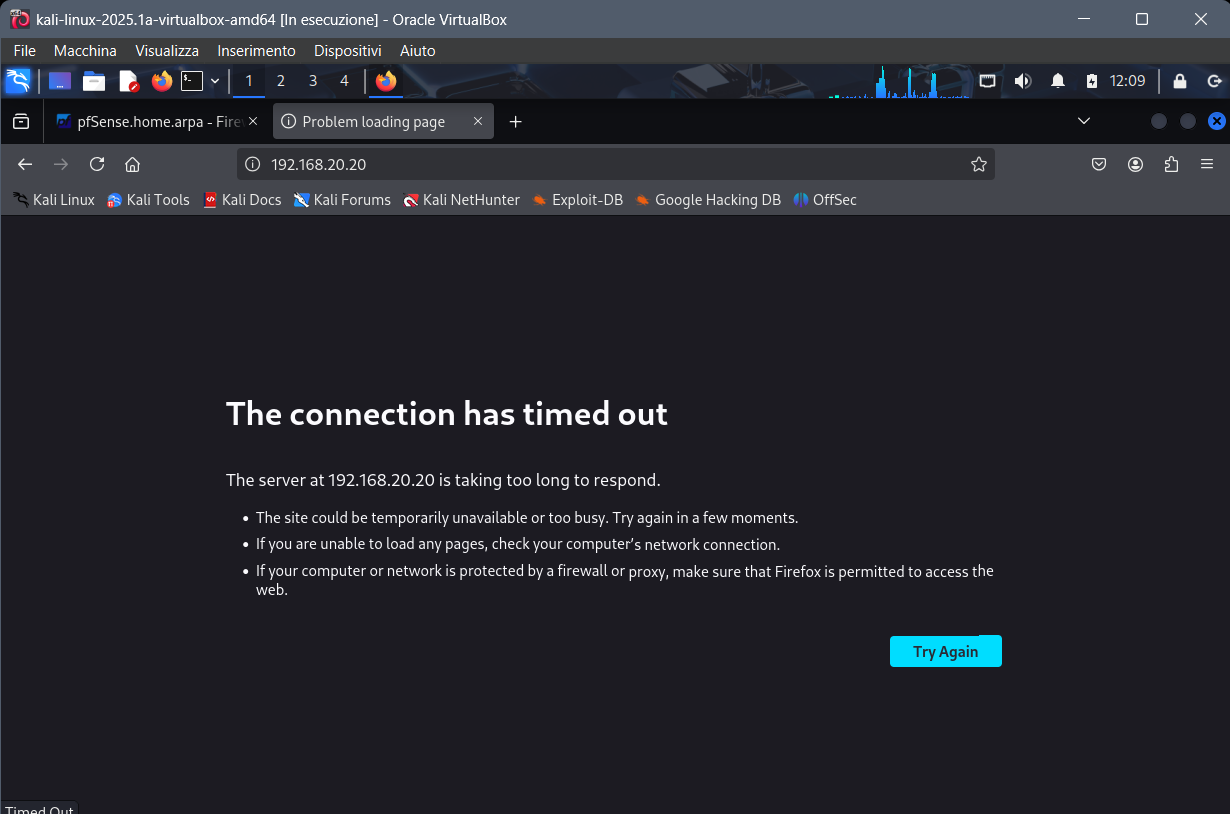 kali-linux-2025.1a-virtualbox-amd64 [In esecuzione] - Oracle VirtualBox
File Macchina Visualizza Inserimento Dispositivi Aiuto
1 2 3 4 12:09
pfSense.home.arpa - Fire Problem loading page
192.168.20.20
Kali Linux Kali Tools Kali Docs Kali Forums Kali NetHunter Exploit-DB Google Hacking DB OffSec
The connection has timed out
The server at 192.168.20.20 is taking too long to respond.
• The site could be temporarily unavailable or too busy. Try again in a few moments.
• If you are unable to load any pages, check your computer’s network connection.
• If your computer or network is protected by a firewall or proxy, make sure that Firefox is permitted to access the
web.
Try Again
Timed Out